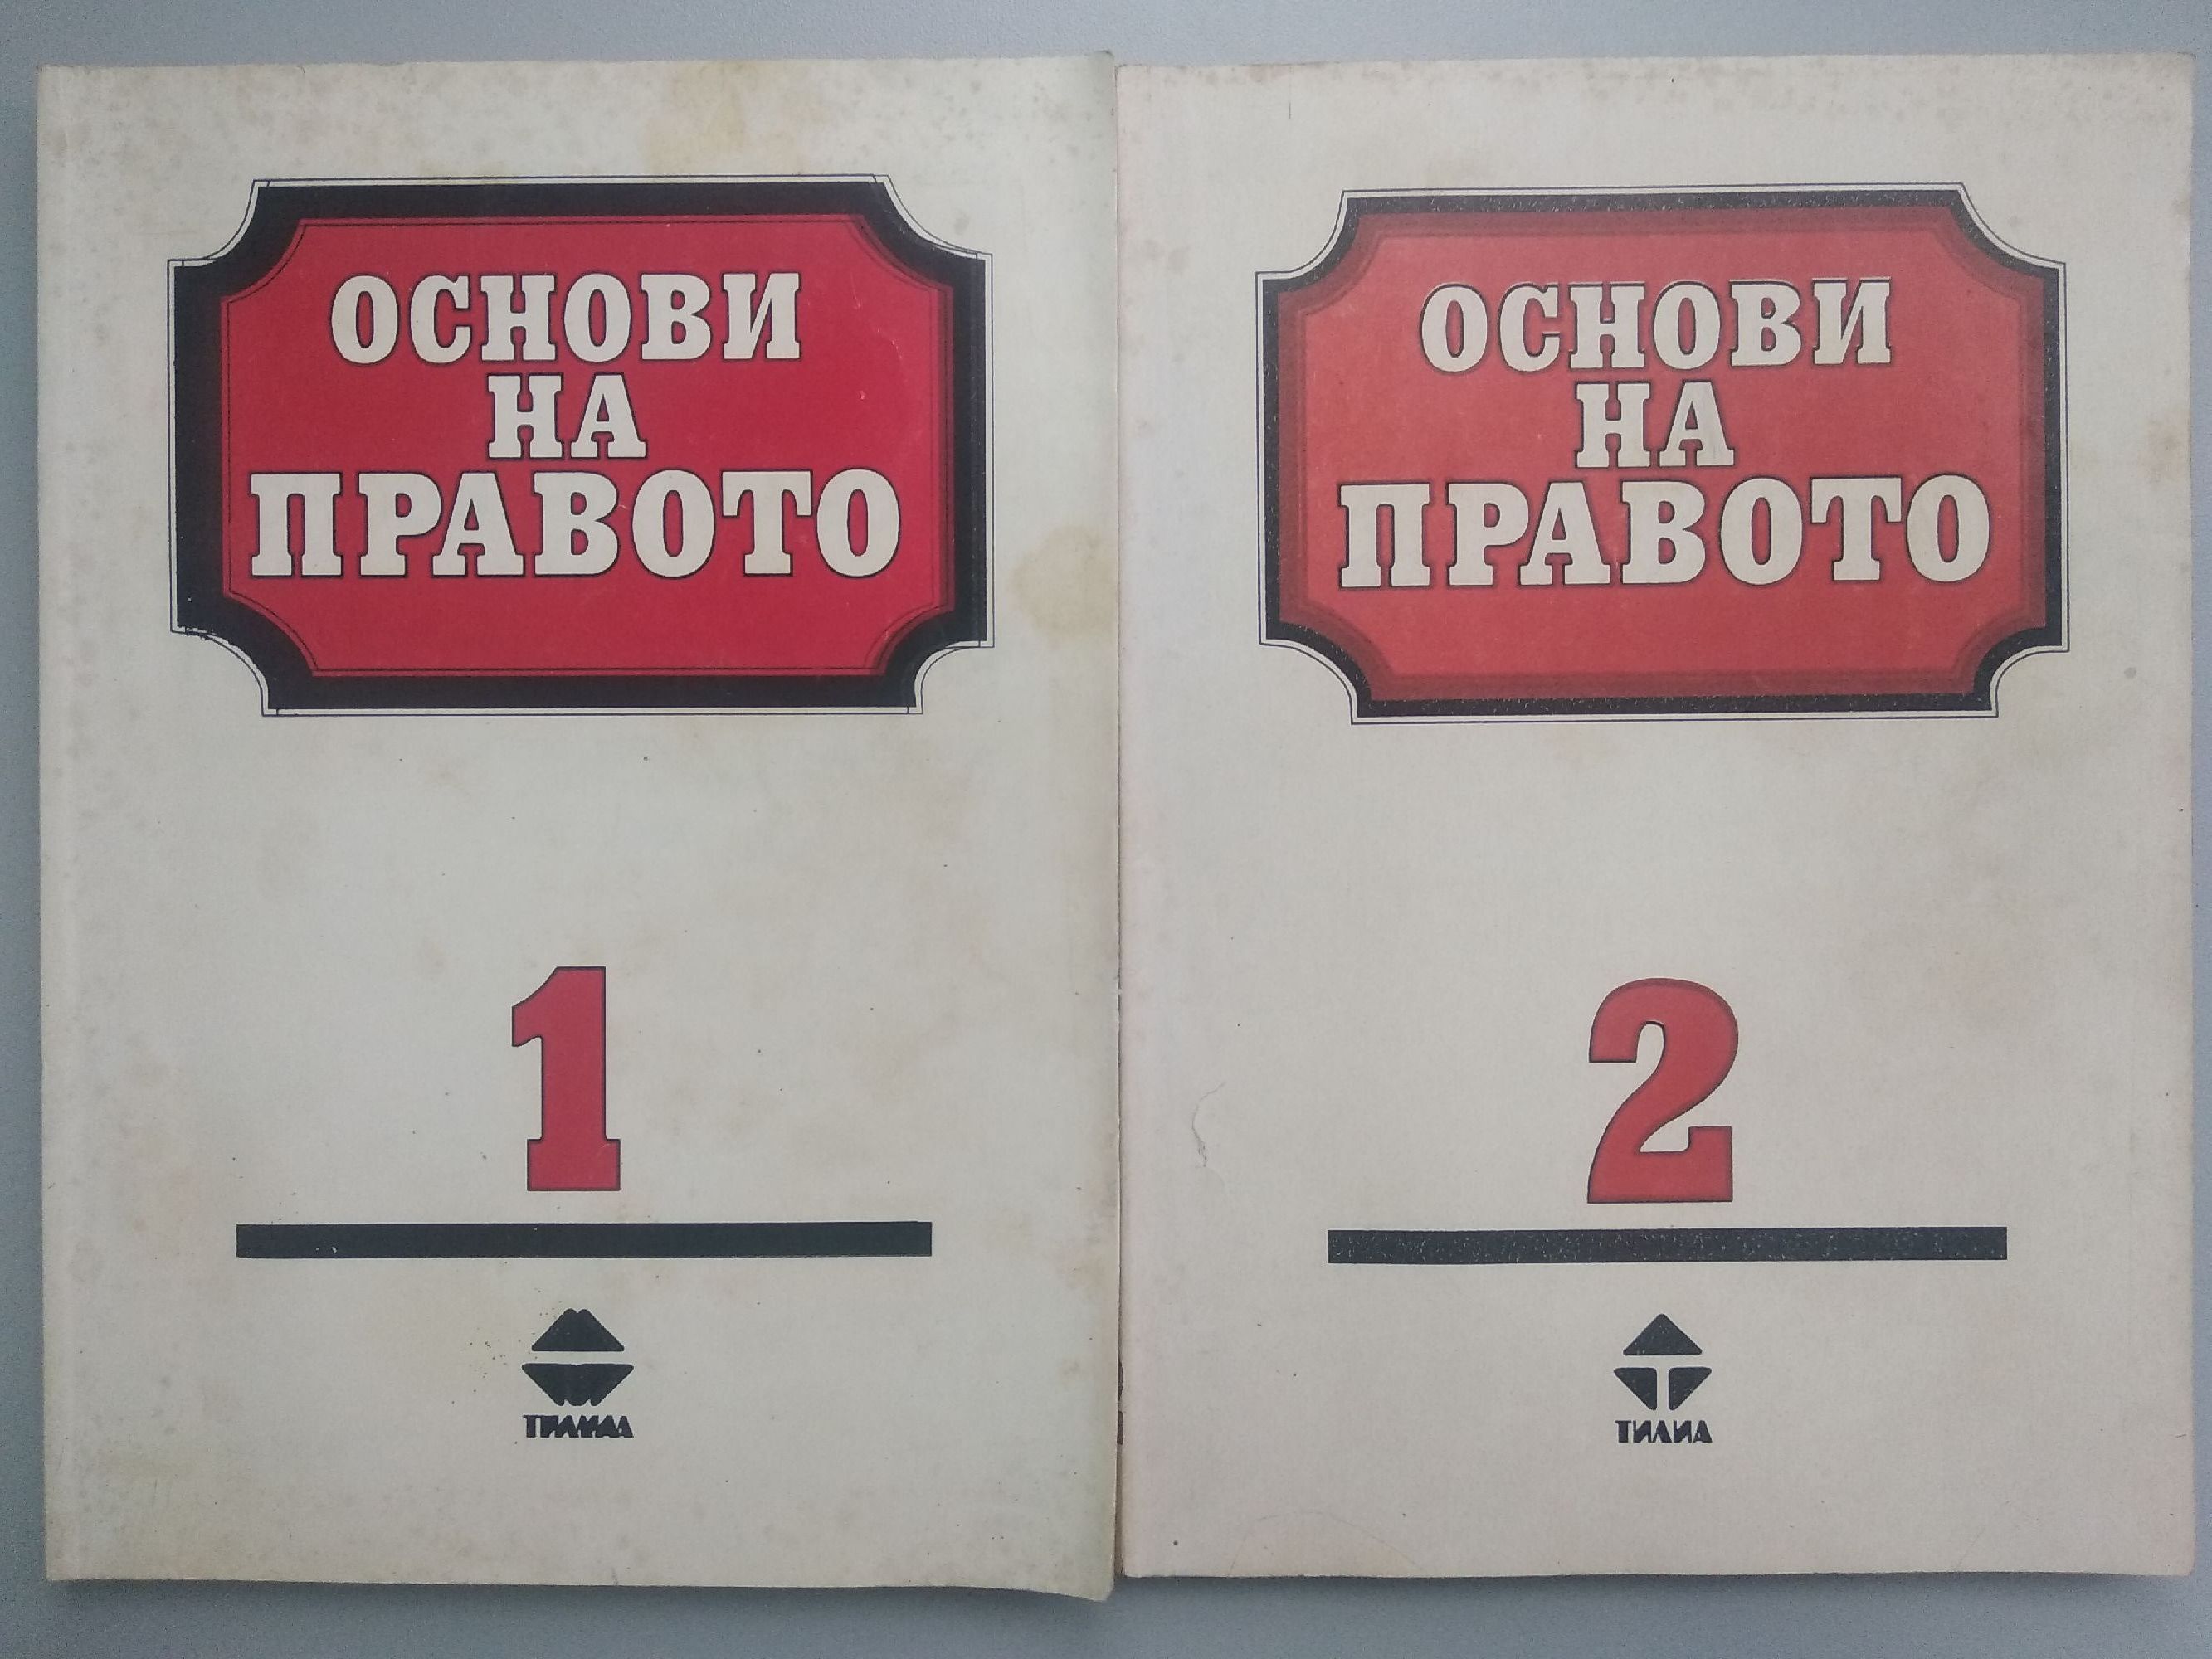 ОСНОВИ
НА
ПРАВОТО
1
ТИЛИА
ОСНОВИ
НА
ПРАВОТО
2
ТИЛИА